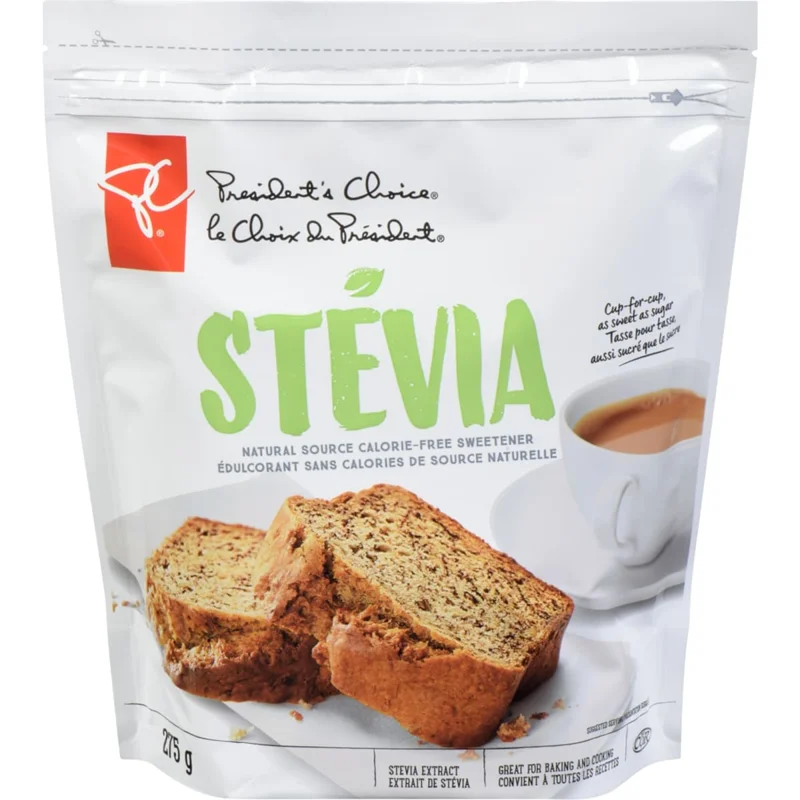 PC®
President's Choice®
le Choix du Président®
STÉVIA
Cup-for-cup,
as sweet as sugar
Tasse pour tasse,
aussi sucré que le sucre
NATURAL SOURCE CALORIE-FREE SWEETENER
ÉDULCORANT SANS CALORIES DE SOURCE NATURELLE
275 g
STEVIA EXTRACT
EXTRAIT DE STÉVIA
GREAT FOR BAKING AND COOKING
CONVIENT À TOUTES LES RECETTES
COR